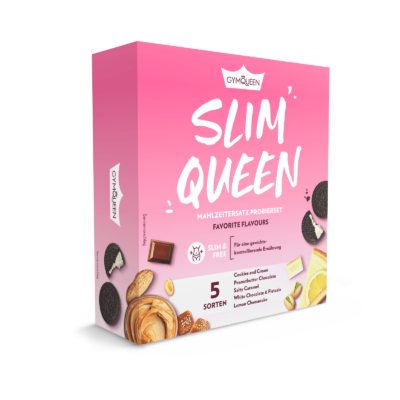 GYMQUEEN
SLIM
QUEEN
MAHLZEITERSATZ PROBIERSET
FAVORITE FLAVOURS
SLIM &
FREE
Für eine gewichts-
kontrollierende Ernährung
5
SORTEN
Cookies and Cream
Peanutbutter Chocolate
Salty Caramel
White Chocolate & Pistazie
Lemon Cheesecake
GYMQUEEN